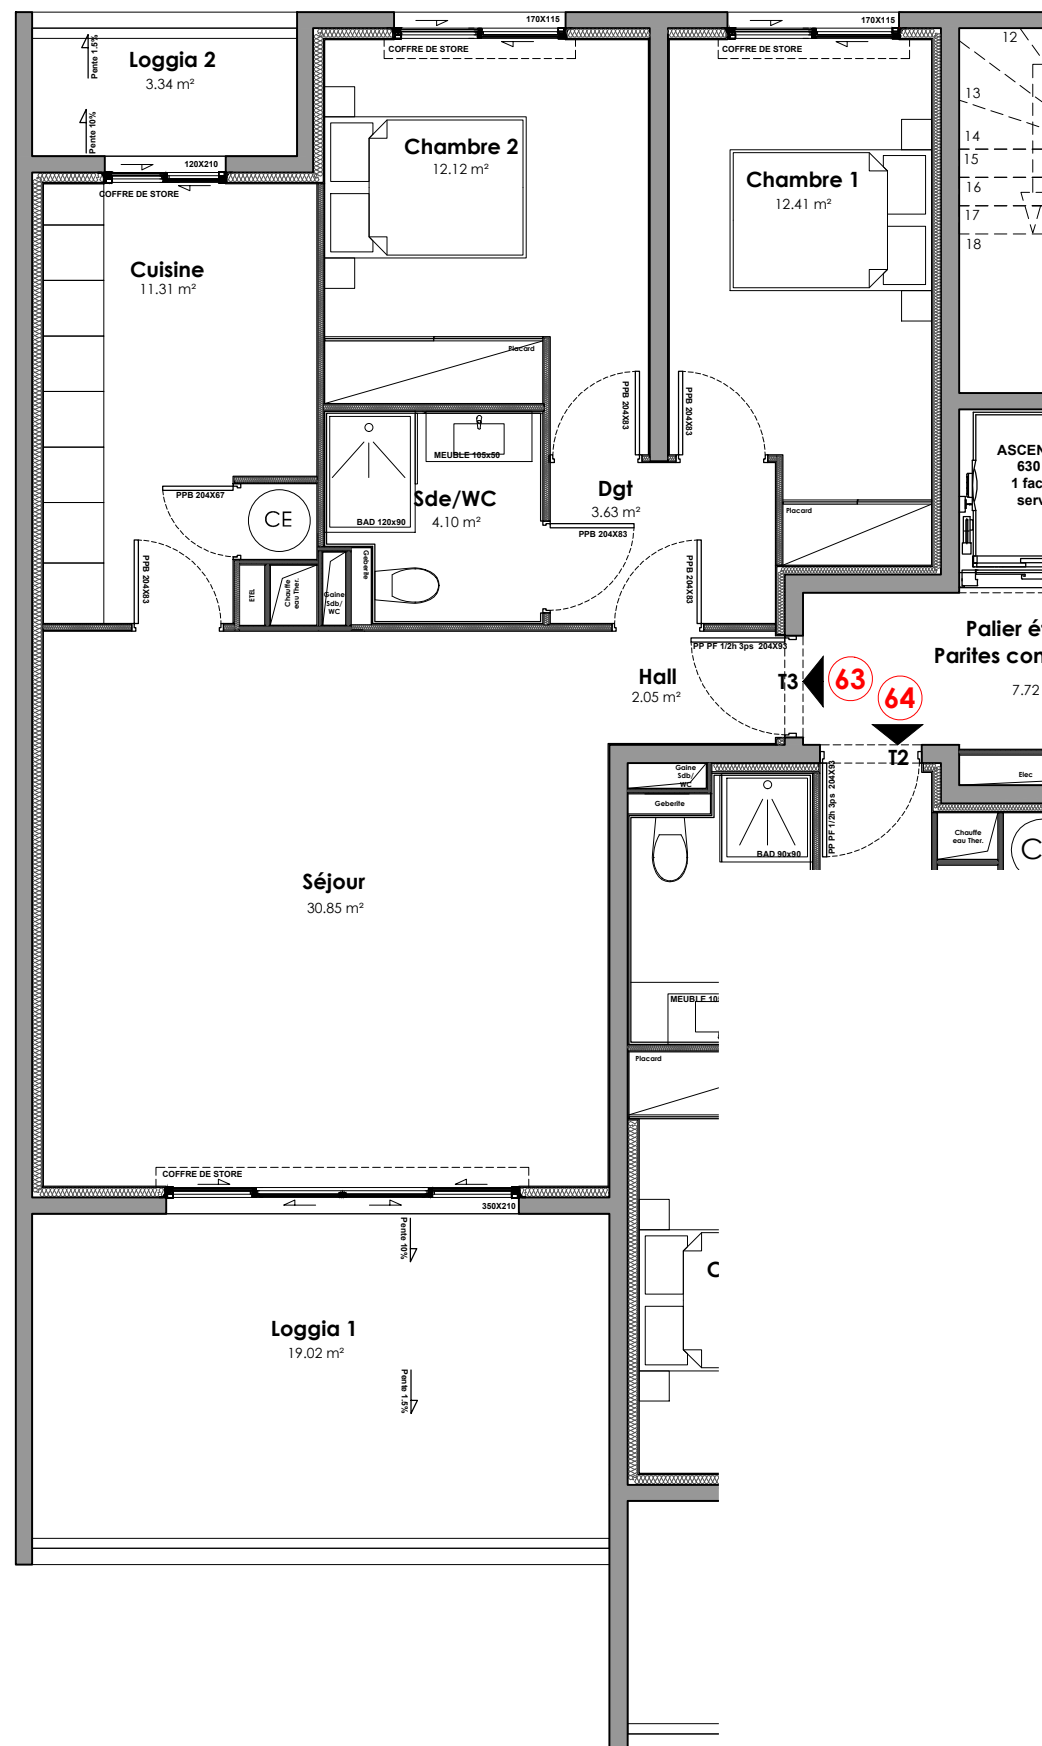 170X115
170X115
COFFRE DE STORE
COFFRE DE STORE
12
Loggia 2
3.34 m²
Pente 1.5%
Pente 10%
13
14
15
16
17
18
Chambre 2
12.12 m²
Chambre 1
12.41 m²
120X210
COFFRE DE STORE
Cuisine
11.31 m²
Placard
PPB 204X83
PPB 204X83
MEUBLE 105x50
Sde/WC
4.10 m²
BAD 120x90
Dgt
3.63 m²
PPB 204X83
Placard
ASCEN
630
1 fac
serv
PPB 204X67
CE
PPB 204X83
ETEL
Chauffe
eau Ther.
Gaine
Sdb/
WC
Geberite
PPB 204X83
PP PF 1/2h 3ps 204X93
Hall
2.05 m²
T3
63
64
T2
Palier é
Parites con
7.72
Gaine
Sdb/
WC
Geberite
BAD 90x90
PP PF 1/2h 3ps 204X93
Elec
Chauffe
eau Ther.
C
Séjour
30.85 m²
MEUBLE 10
Placard
COFFRE DE STORE
350X210
Pente 10%
C
Loggia 1
19.02 m²
Pente 1.5%